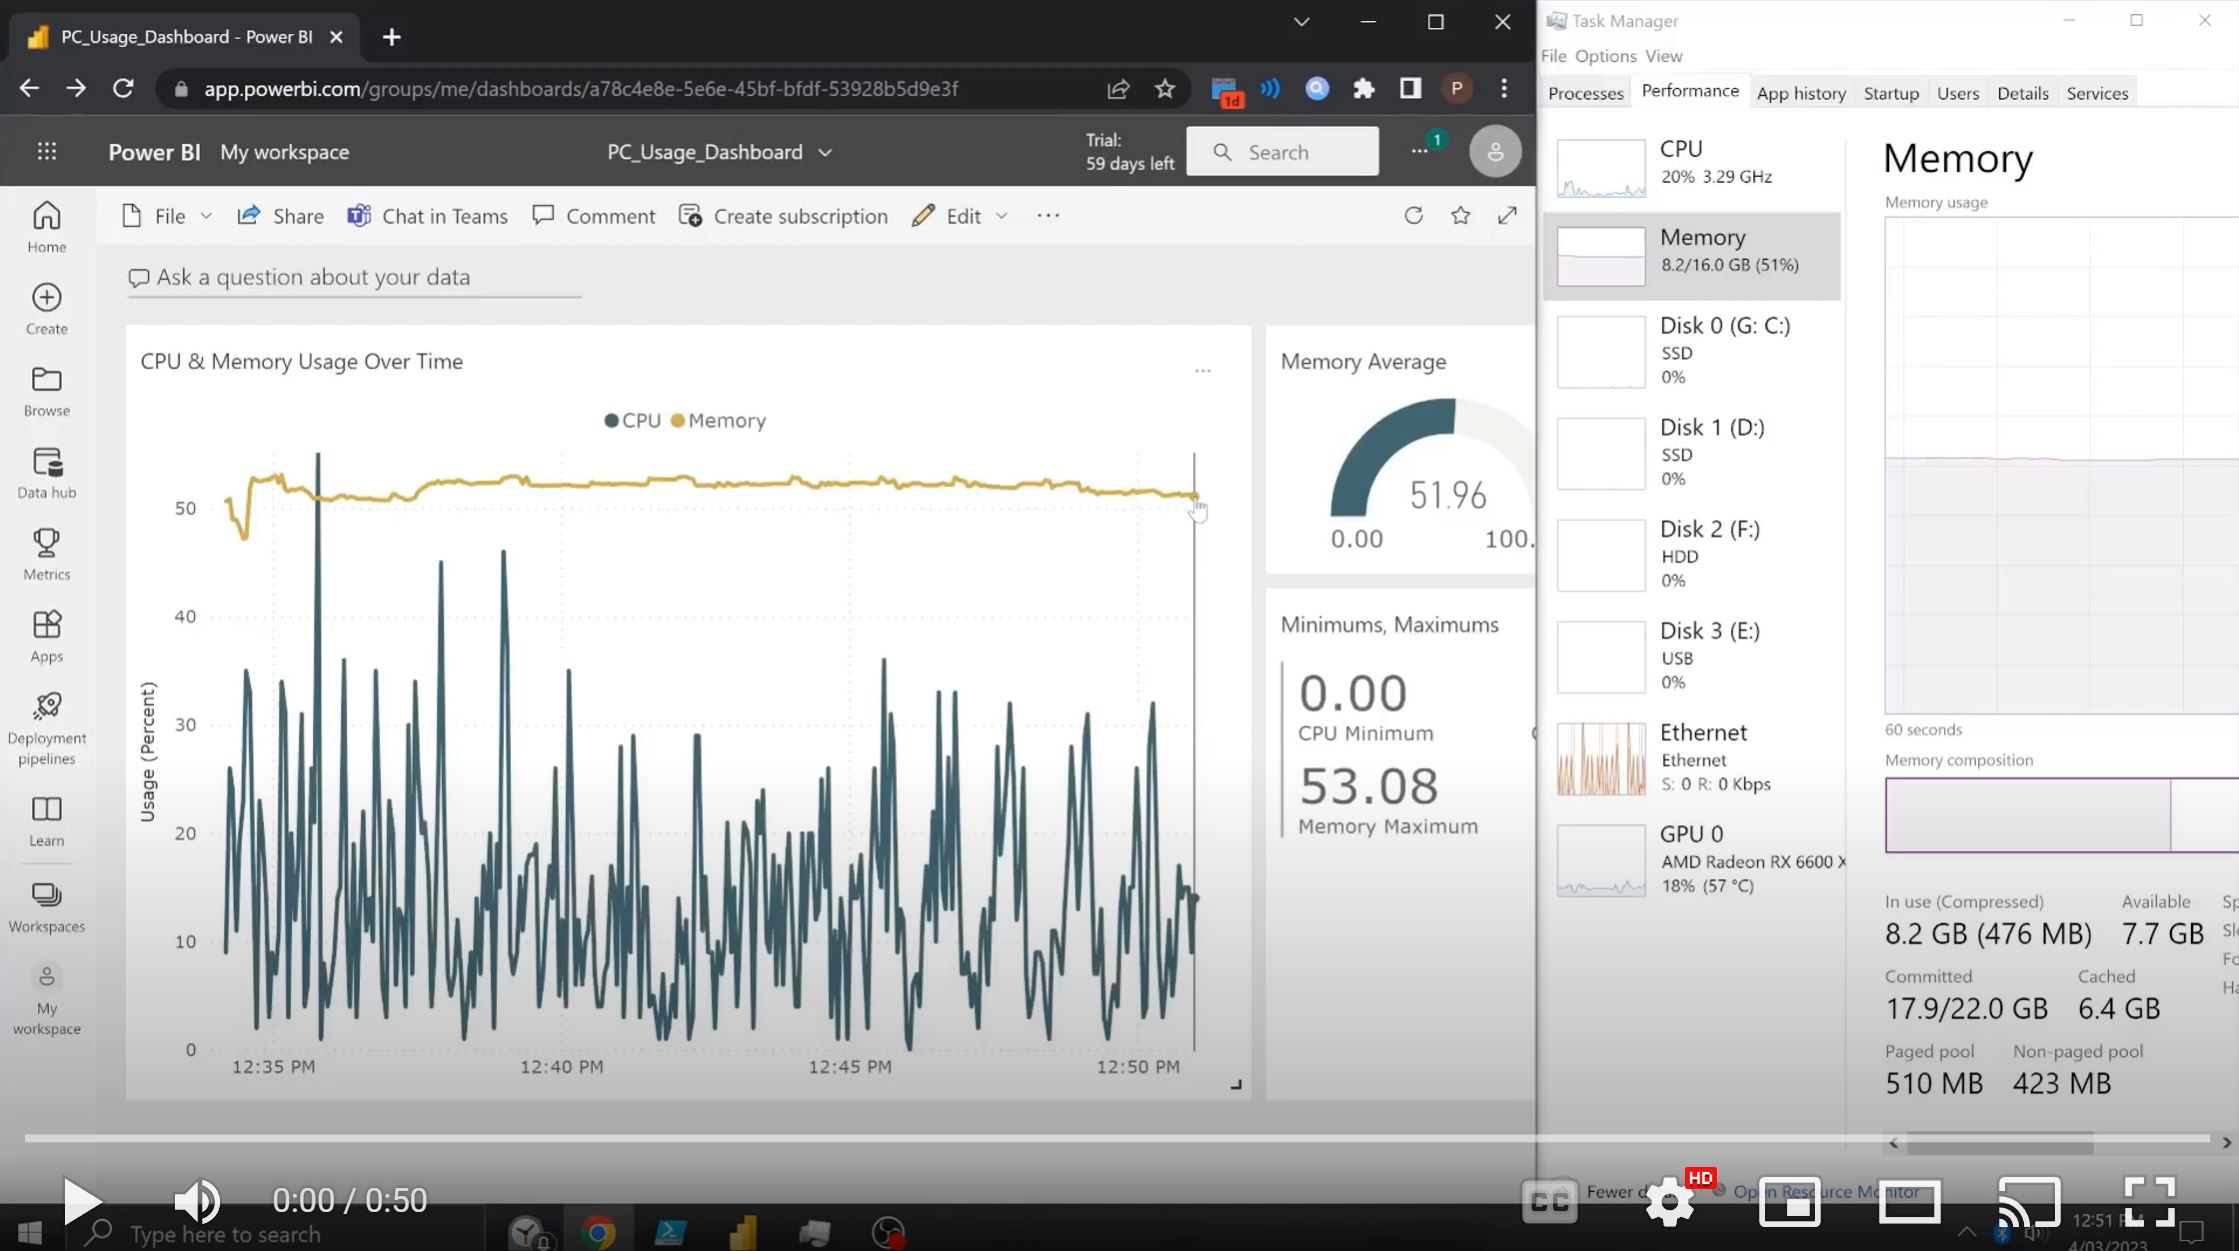 PC_Usage_Dashboard - Power BI
app.powerbi.com/groups/me/dashboards/a78c4e8e-5e6e-45bf-bfdf-53928b5d9e3f
1d
P
Power BI My workspace
PC_Usage_Dashboard
Trial:
59 days left
Search
1
File
Share
Chat in Teams
Comment
Create subscription
Edit
Home
Create
Browse
Data hub
Metrics
Apps
Deployment
pipelines
Learn
Workspaces
My
workspace
Ask a question about your data
CPU & Memory Usage Over Time
CPU Memory
Usage (Percent)
50
40
30
20
10
0
12:35 PM
12:40 PM
12:45 PM
12:50 PM
Memory Average
51.96
0.00
100.
Minimums, Maximums
0.00
CPU Minimum
53.08
Memory Maximum
Task Manager
File Options View
Processes Performance App history Startup Users Details Services
CPU
20% 3.29 GHz
Memory
8.2/16.0 GB (51%)
Disk 0 (G: C:)
SSD
0%
Disk 1 (D:)
SSD
0%
Disk 2 (F:)
HDD
0%
Disk 3 (E:)
USB
0%
Ethernet
Ethernet
S: 0 R: 0 Kbps
GPU 0
AMD Radeon RX 6600 X
18% (57 °C)
Memory
Memory usage
60 seconds
Memory composition
In use (Compressed)
8.2 GB (476 MB)
Available
7.7 GB
Committed
17.9/22.0 GB
Cached
6.4 GB
Paged pool
510 MB
Non-paged pool
423 MB
0:00 / 0:50
CC
HD
Fewer
Open Resource Monitor
Type here to search
12:51
4/03/2023